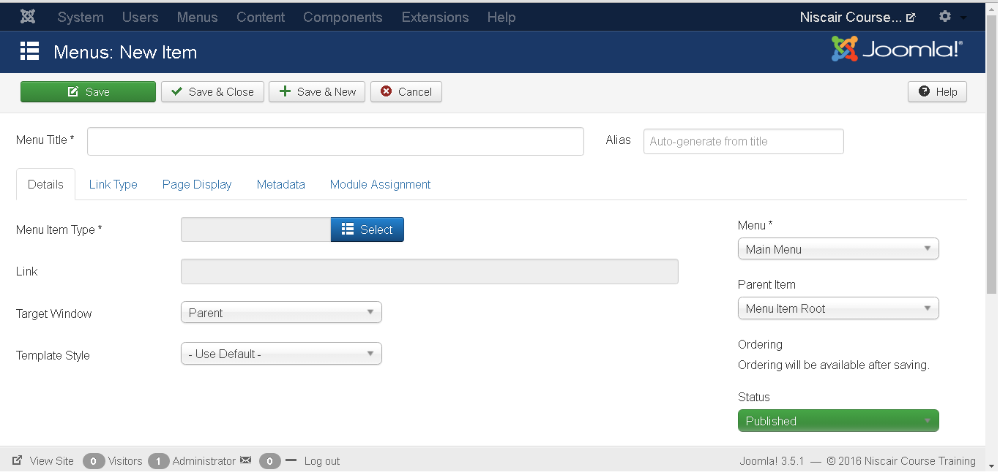 System Users Menus Content Components Extensions Help Niscair Course...
Menus: New Item Joomla!®
Save Save & Close Save & New Cancel Help
Menu Title * Alias Auto-generate from title
Details Link Type Page Display Metadata Module Assignment
Menu Item Type * Select
Menu *
Main Menu
Link
Parent Item
Menu Item Root
Target Window Parent
Ordering
Template Style - Use Default -
Ordering will be available after saving.
Status
Published
View Site 0 Visitors 1 Administrator 0 Log out Joomla! 3.5.1 — © 2016 Niscair Course Training